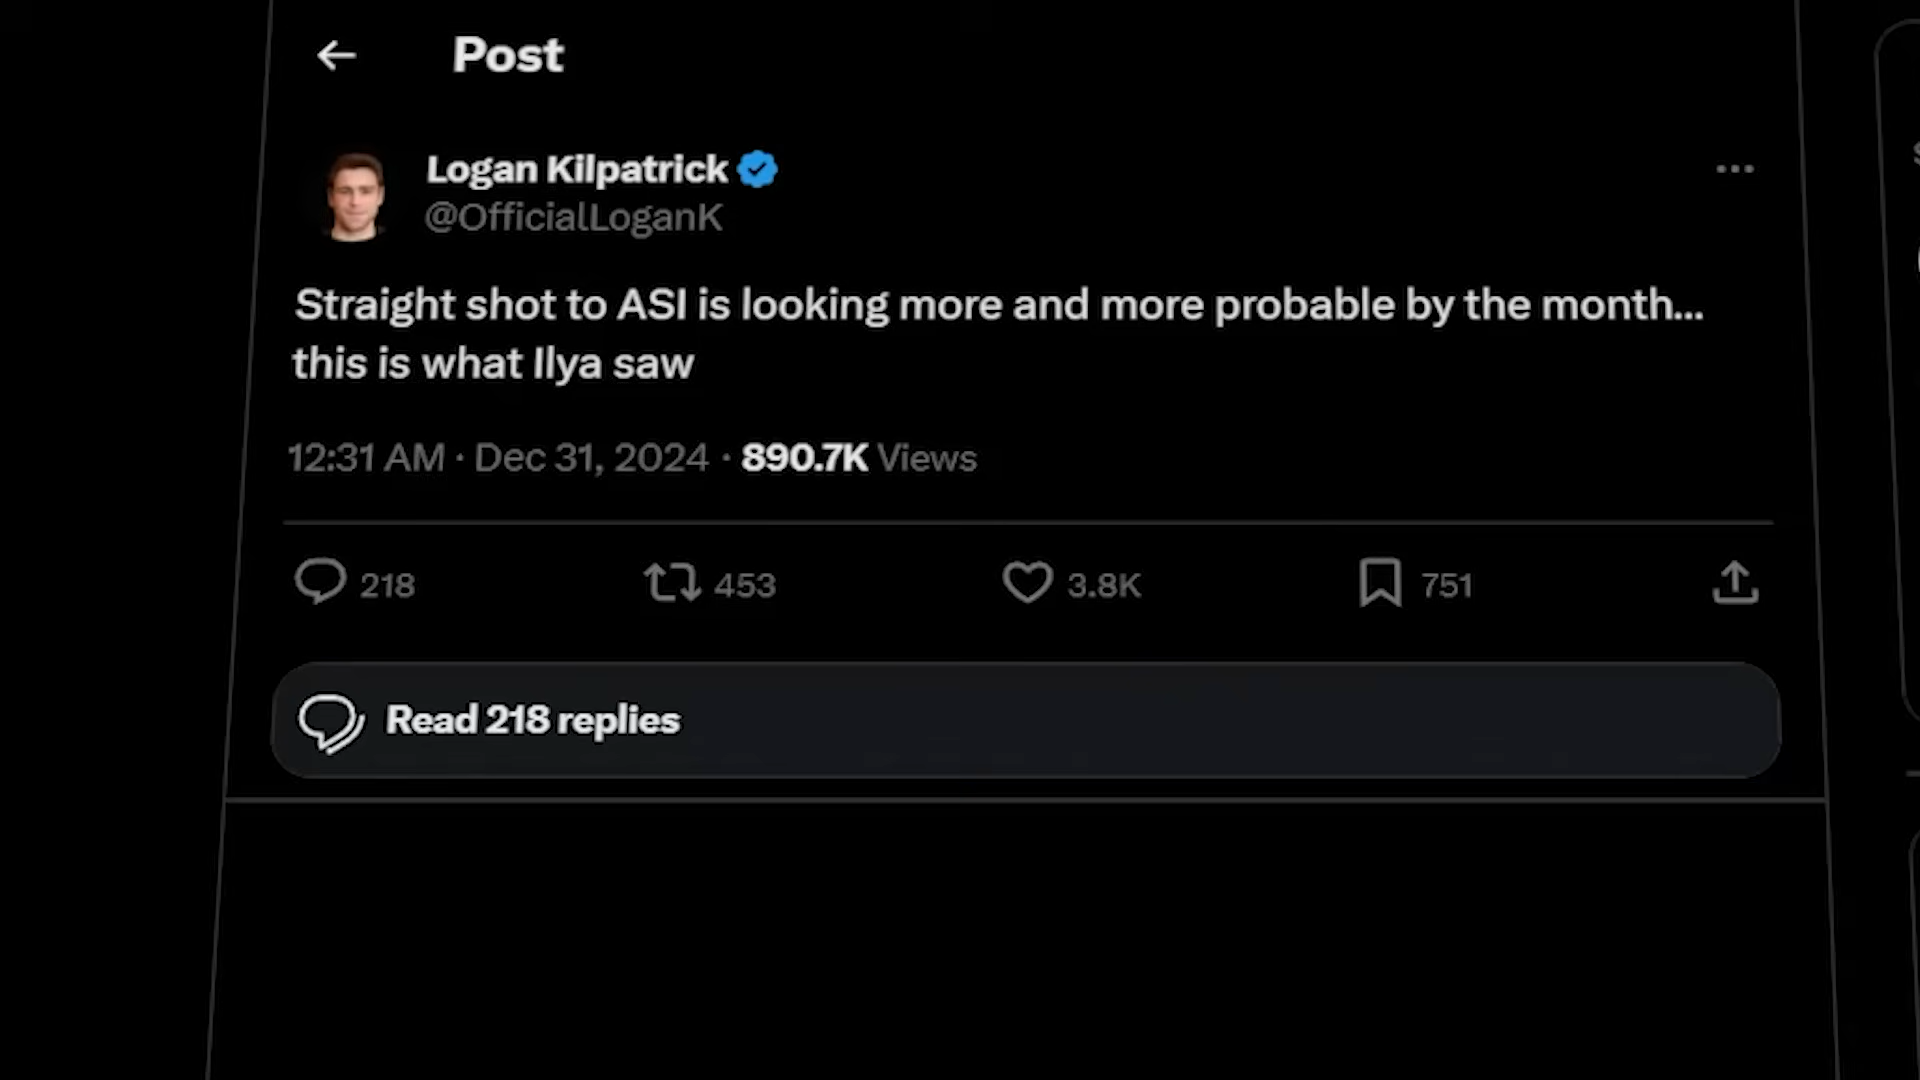 Post
Logan Kilpatrick
@OfficialLoganK
Straight shot to ASI is looking more and more probable by the month...
this is what Ilya saw
12:31 AM · Dec 31, 2024 · 890.7K Views
218 453 3.8K 751
Read 218 replies